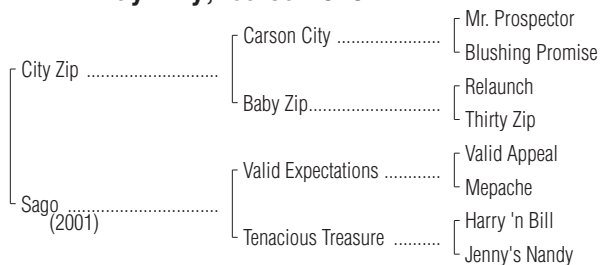 Mr. Prospector
Carson City ..................
Blushing Promise
City Zip .......................
Relaunch
Baby Zip.......................
Thirty Zip
Valid Appeal
Valid Expectations ............
Mepache
Sago ..........................
(2001)
Harry 'n Bill
Tenacious Treasure ..........
Jenny's Nandy